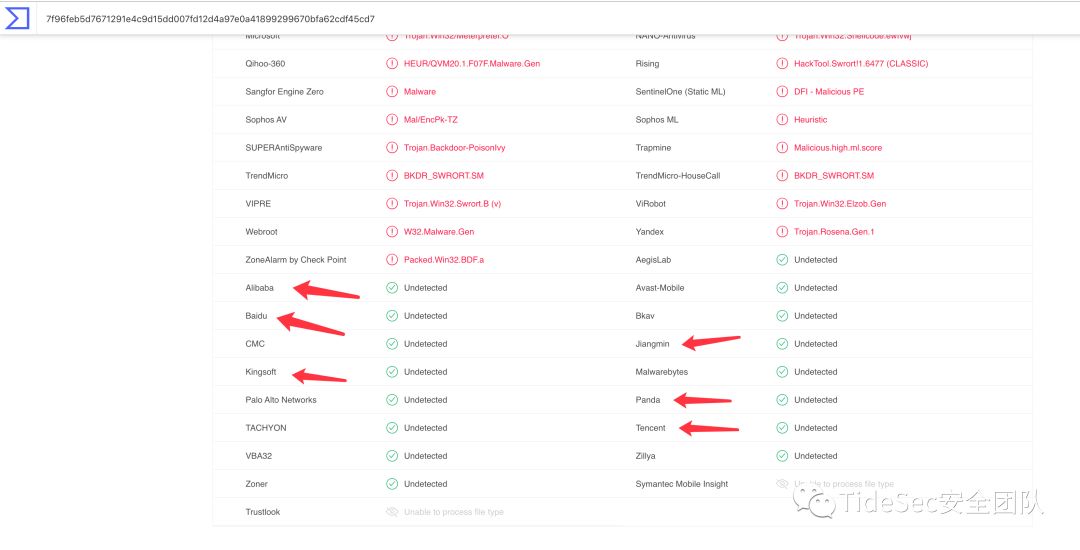 7f96feb5d7671291e4c9d15dd007fd12d4a97e0a41899299670bfa62cdf45cd7
Microsoft Trojan:Win32/Meterpreter.O NANO-Antivirus Trojan.Win32.Shellcode.ewfvwj
Qihoo-360 HEUR/QVM20.1.F07F.Malware.Gen Rising HackTool.Swrort!1.6477 (CLASSIC)
Sangfor Engine Zero Malware SentinelOne (Static ML) DFI - Malicious PE
Sophos AV Mal/EncPk-TZ Sophos ML Heuristic
SUPERAntiSpyware Trojan.Backdoor-PoisonIvy Trapmine Malicious.high.ml.score
TrendMicro BKDR_SWRORT.SM TrendMicro-HouseCall BKDR_SWRORT.SM
VIPRE Trojan.Win32.Swrort.B (v) ViRobot Trojan.Win32.Elzob.Gen
Webroot W32.Malware.Gen Yandex Trojan.Rosena.Gen.1
ZoneAlarm by Check Point Packed.Win32.BDF.a AegisLab Undetected
Alibaba Undetected Avast-Mobile Undetected
Baidu Undetected Bkav Undetected
CMC Undetected Jiangmin Undetected
Kingsoft Undetected Malwarebytes Undetected
Palo Alto Networks Undetected Panda Undetected
TACHYON Undetected Tencent Undetected
VBA32 Undetected Zillya Undetected
Zoner Undetected Symantec Mobile Insight Unable to process file type
Trustlook Unable to process file type
TideSec安全团队